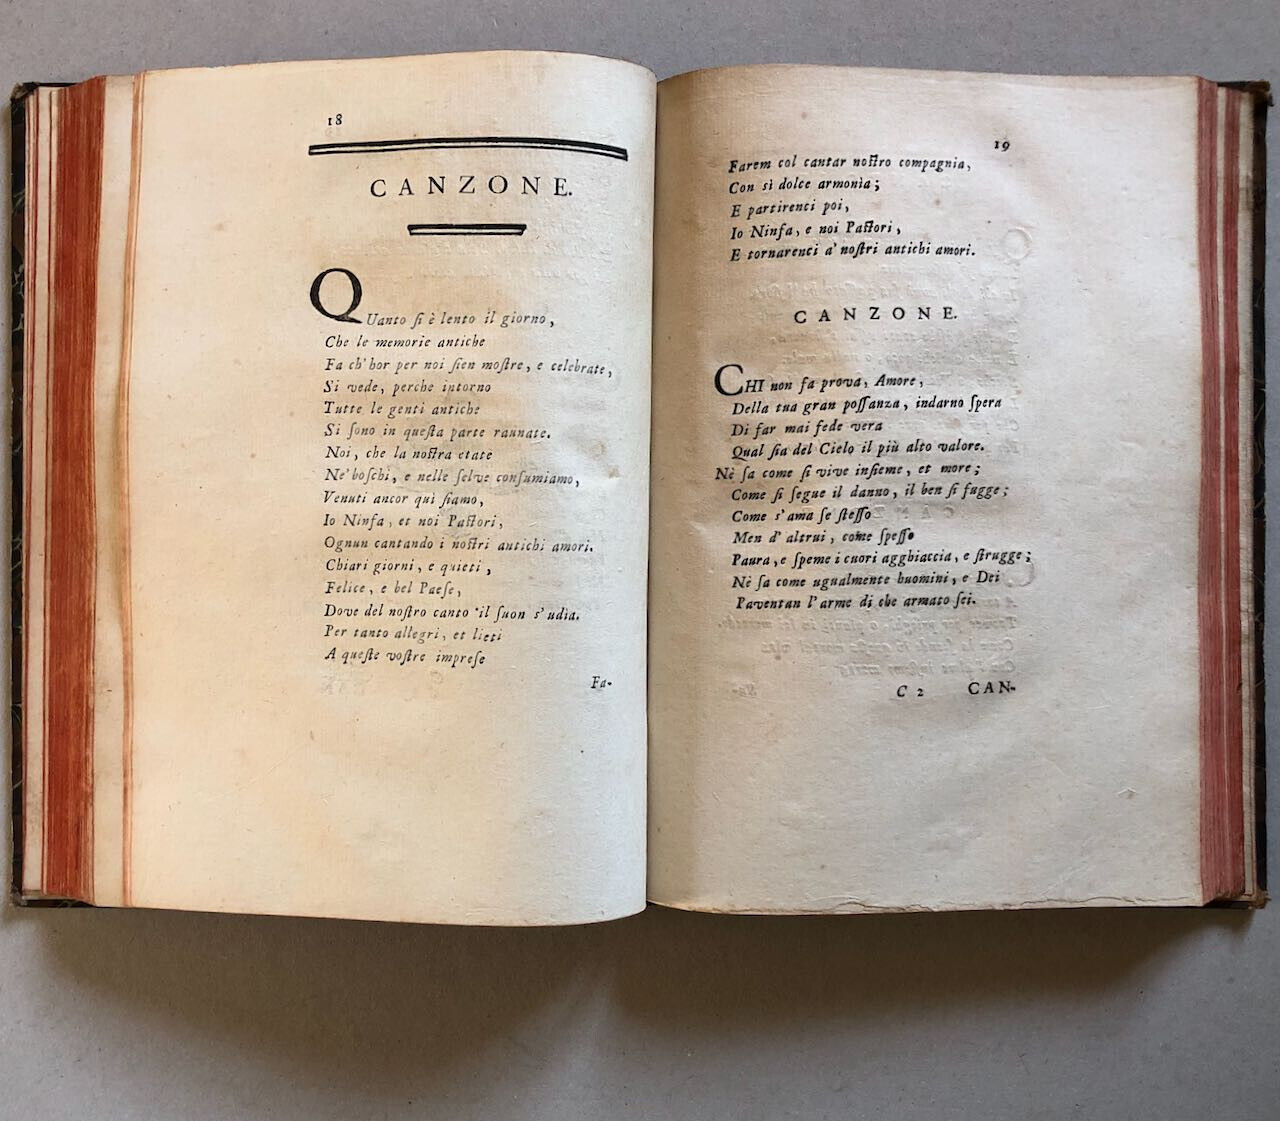 18
CANZONE.
QUanto ſi è lento il giorno,
Che le memorie antiche
Fa ch'hor per noi ſien moſtre, e celebrate,
Si vede, perche intorno
Tutte le genti antiche
Si ſono in queſta parte raunate.
Noi, che la noſtra etate
Ne' boſchi, e nelle ſelve conſumiamo,
Venuti ancor quì ſiamo,
Io Ninfa, et noi Paſtori,
Ognun cantando i noſtri antichi amori.
Chiari giorni, e quieti,
Felice, e bel Paeſe,
Dove del noſtro canto 'il ſuon s'udìa.
Per tanto allegri, et lieti
A queſte voſtre impreſe
Fa-
19
Farem col cantar noſtro compagnia,
Con sì dolce armonìa;
E partirenci poi,
Io Ninfa, e noi Paſtori,
E tornarenci a' noſtri antichi amori.
CANZONE.
CHI non fa prova, Amore,
Della tua gran poſſanza, indarno ſpera
Di far mai fede vera
Qual ſia del Cielo il più alto valore.
Nè ſa come ſi vive inſieme, et more;
Come ſi ſegue il danno, il ben ſi fugge;
Come s'ama ſe ſteſſo
Men d'altrui, come ſpeſſo
Paura, e ſpeme i cuori agghiaccia, e ſtrugge;
Nè ſa come ugualmente huomini, e Dei
Paventan l'arme di che armato ſei.
C 2 CAN-